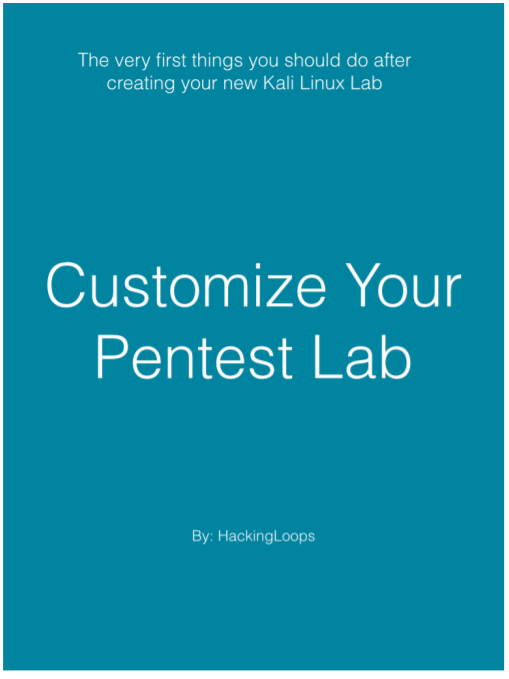 The very first things you should do after
creating your new Kali Linux Lab
Customize Your
Pentest Lab
By: HackingLoops